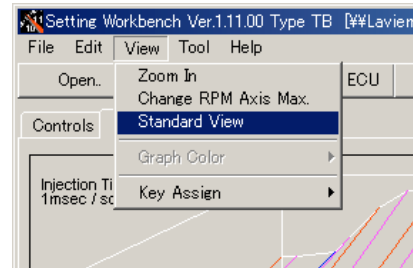 Setting Workbench Ver.1.11.00 Type TB [¥¥Lavie
File Edit View Tool Help
Open.. ECU
Zoom In
Change RPM Axis Max.
Controls
Standard View
Graph Color
Injection Ti
1msec / sc
Key Assign